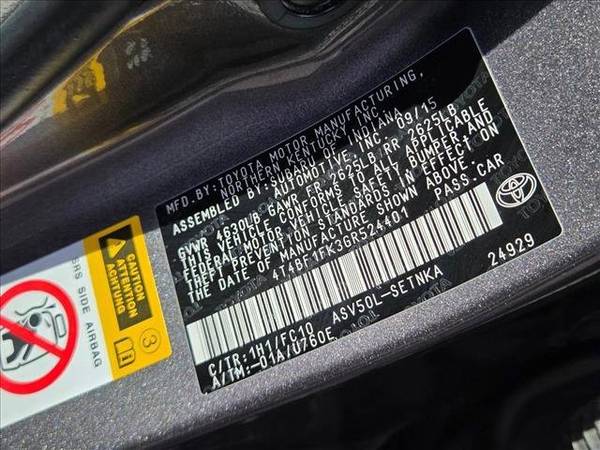 MFD.BY: TOYOTA MOTOR MANUFACTURING,
NORTHERN KENTUCKY, INC.
ASSEMBLED BY: SUBARU OF INDIANA
AUTOMOTIVE, INC. 09/15
GVWR 4630LB GAWR FR 2625LB RR 2625LB
THIS VEHICLE CONFORMS TO ALL APPLICABLE
FEDERAL MOTOR VEHICLE SAFETY, BUMPER, AND
THEFT PREVENTION STANDARDS IN EFFECT ON
THE DATE OF MANUFACTURE SHOWN ABOVE.
4T4BF1FK3GR524401 PASS.CAR
C/TR: 1H1/FC10 ASV50L-SETNKA 24929
A/TM: -01A/U760E
TOYOTA
SRS SIDE AIRBAG
ATTENTION
ACHTUNG
3